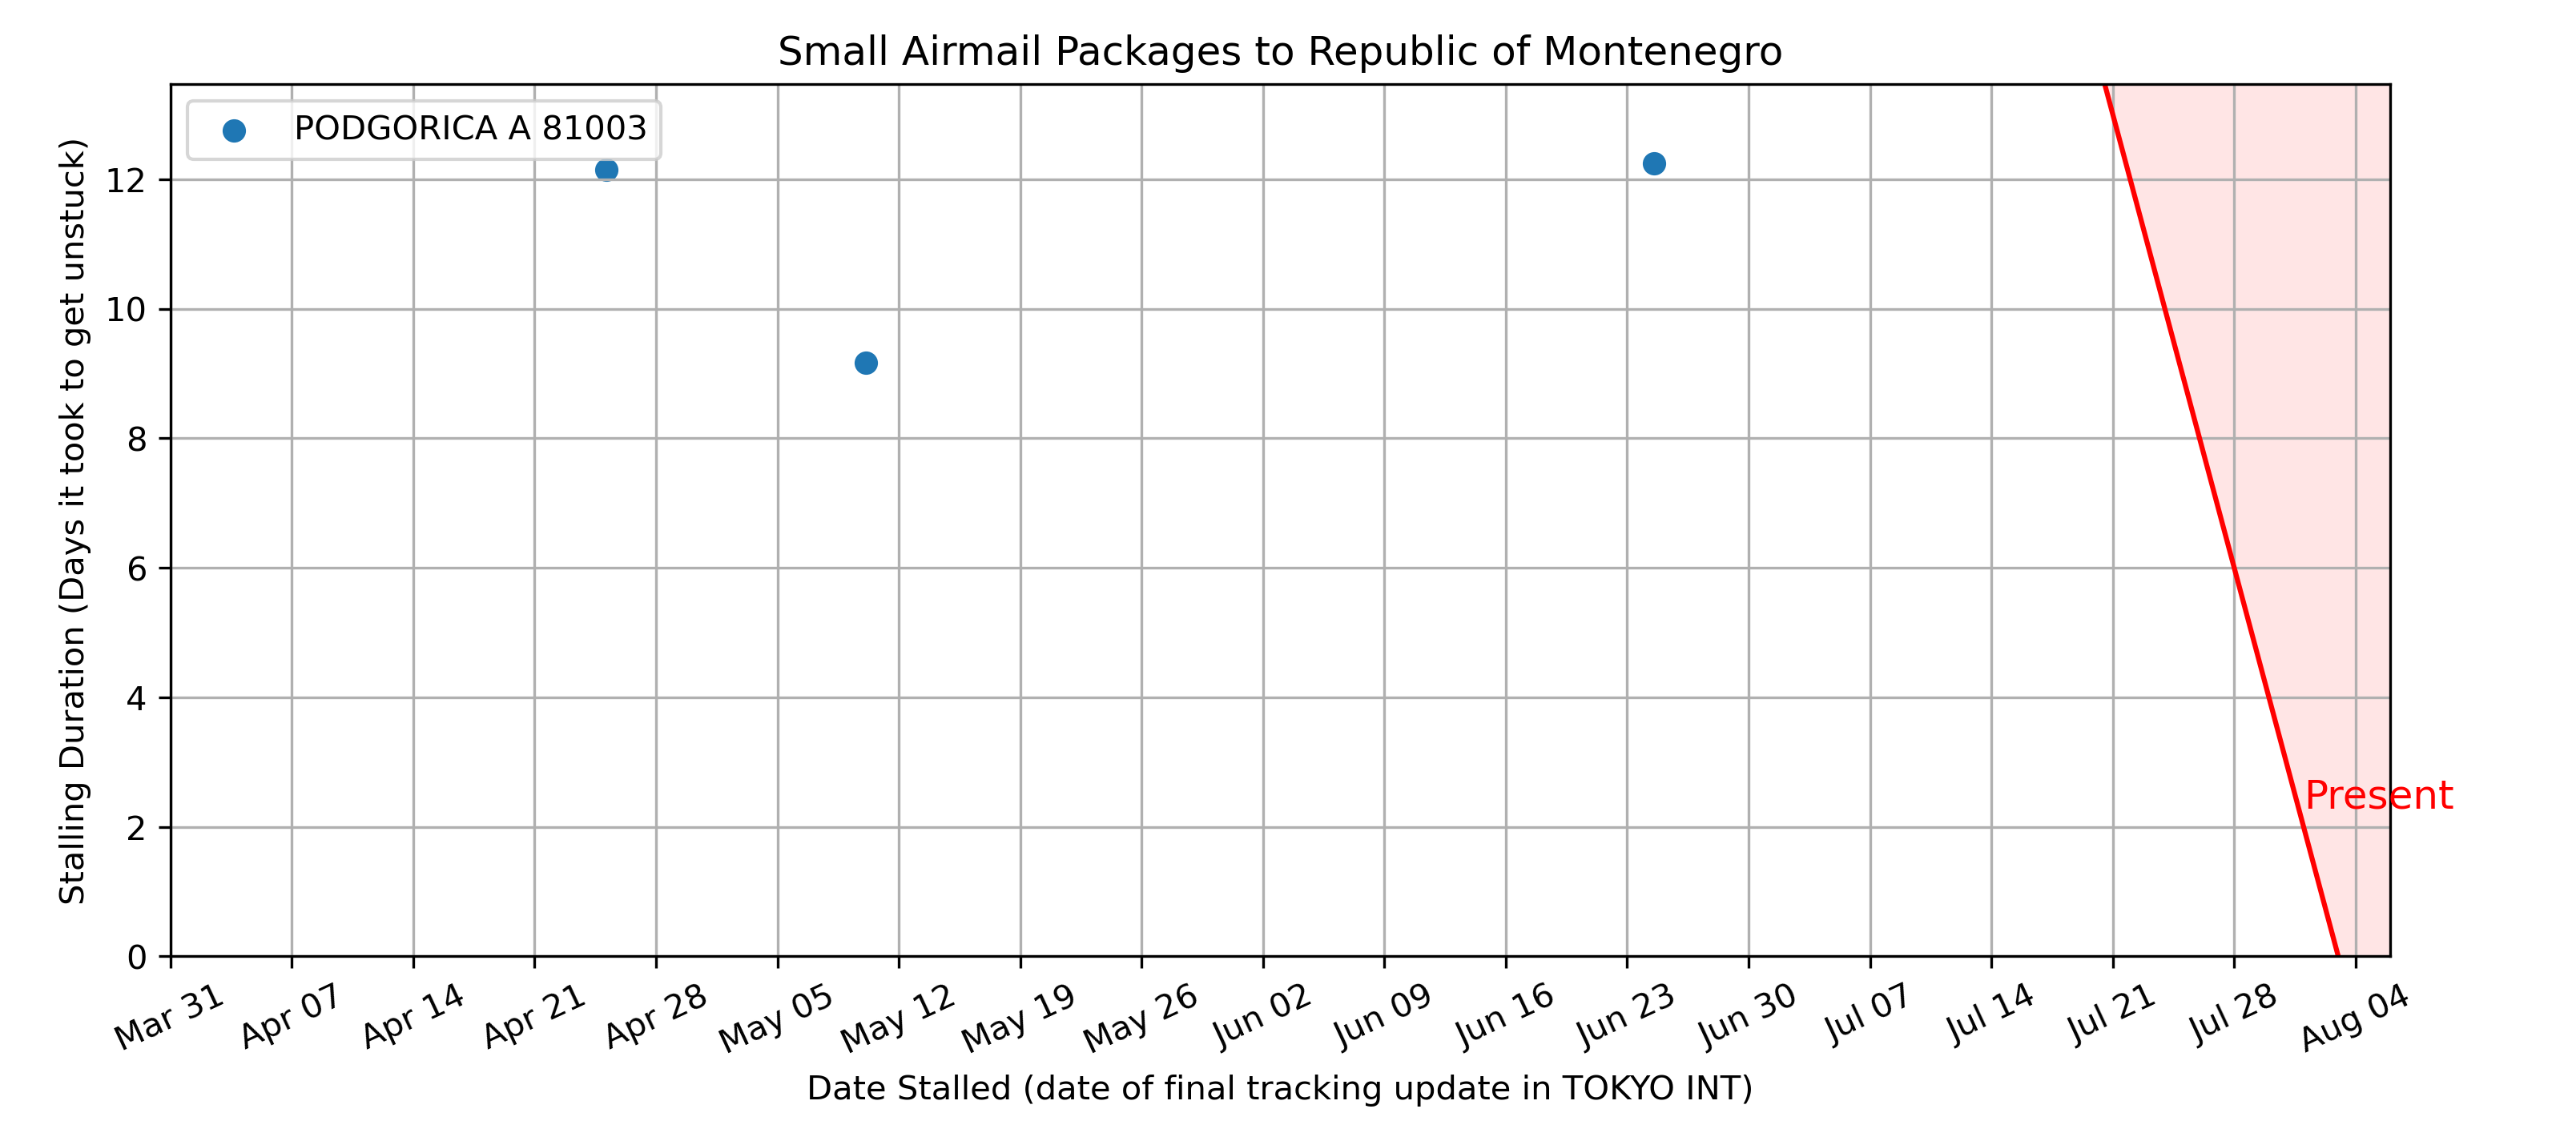 Small Airmail Packages to Republic of Montenegro
PODGORICA A 81003
Stalling Duration (Days it took to get unstuck)
12
10
8
6
4
2
0
Present
Mar 31
Apr 07
Apr 14
Apr 21
Apr 28
May 05
May 12
May 19
May 26
Jun 02
Jun 09
Jun 16
Jun 23
Jun 30
Jul 07
Jul 14
Jul 21
Jul 28
Aug 04
Date Stalled (date of final tracking update in TOKYO INT)